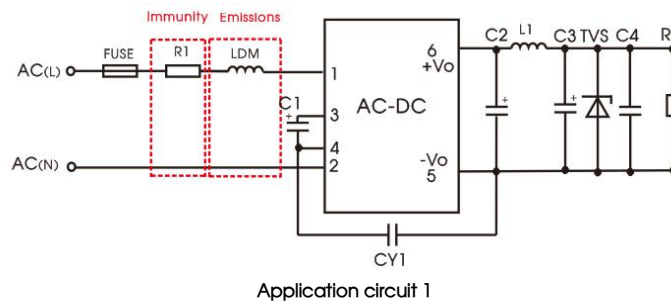 Immunity Emissions
FUSE R1 LDM
AC(L)
1
C1
+
3
4
2
AC(N)
AC-DC
6
+Vo
-Vo
5
C2 L1 C3 TVS C4 R
+
+
CY1
Application circuit 1